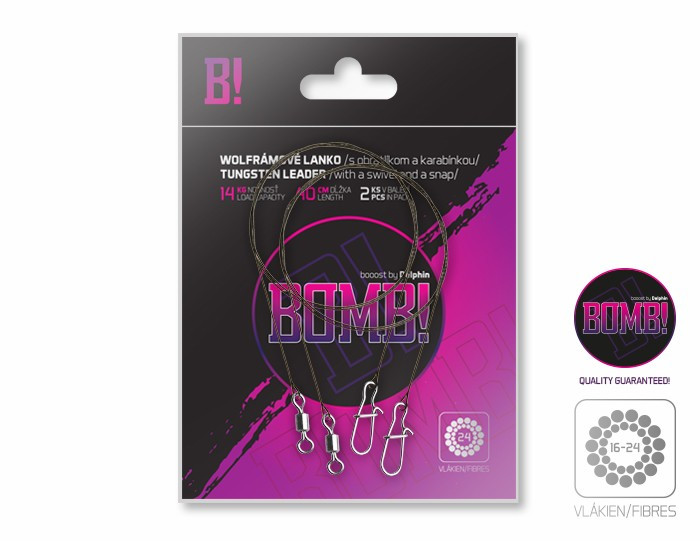 B!
WOLFRÁMOVÉ LANKO /s obratlíkom a karabínkou/
TUNGSTEN LEADER /with a swivel and a snap/
14 KG NOSNOSŤ LOAD CAPACITY 40 CM DĹŽKA LENGTH 2 KS V BALENÍ PCS IN PACK
booost by Delphin
BOMB!
24
VLÁKIEN/FIBRES
booost by Delphin
BOMB!
QUALITY GUARANTEED!
16-24
VLÁKIEN/FIBRES